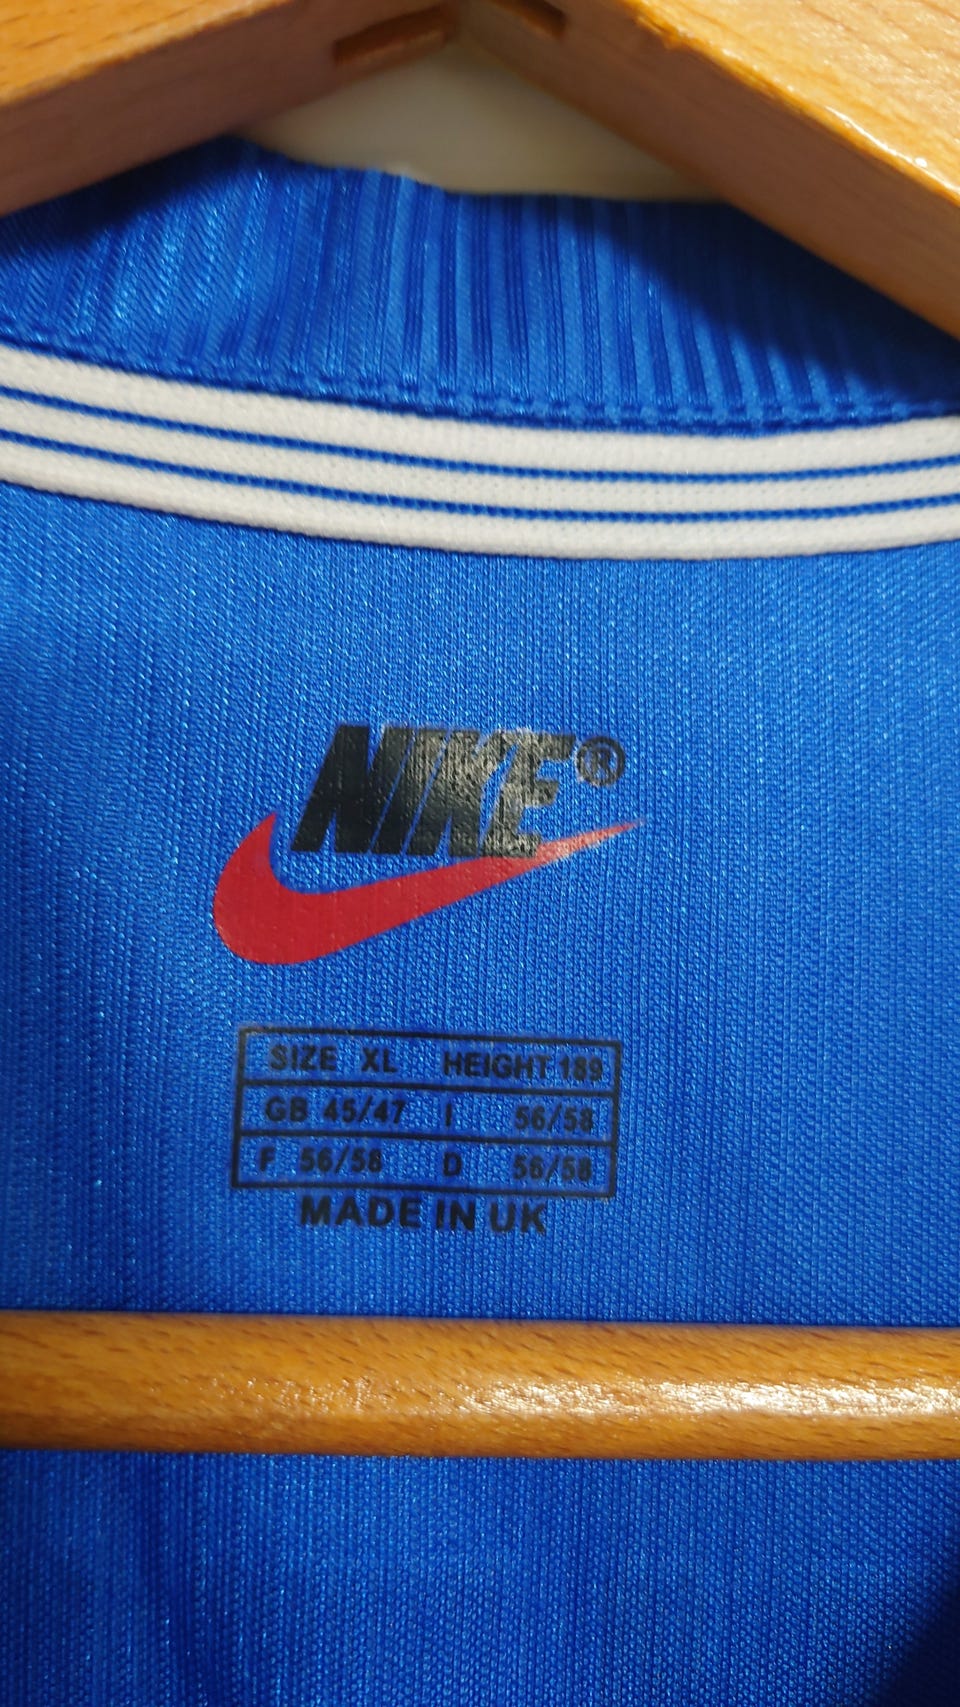 NIKE®
SIZE XL HEIGHT 189
GB 45/47 I 56/58
F 56/58 D 56/58
MADE IN UK